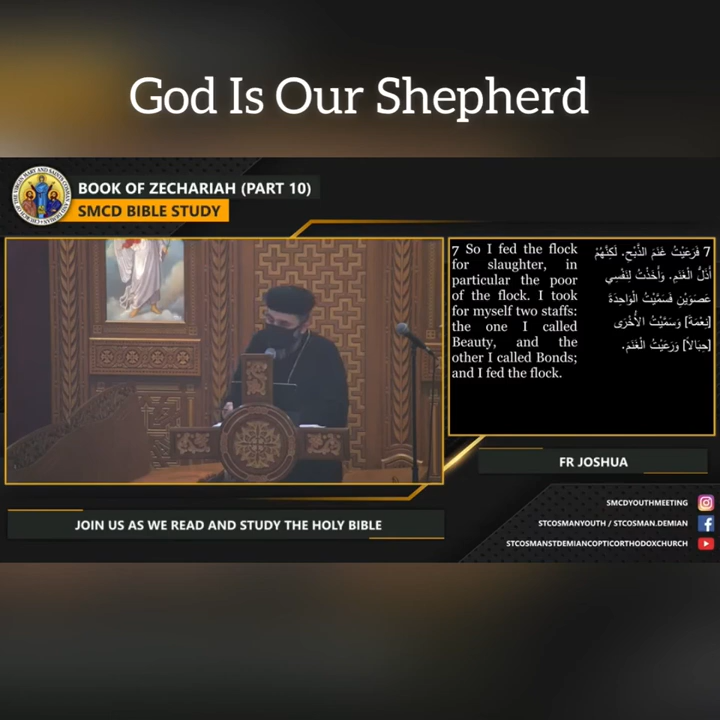 God Is Our Shepherd
BOOK OF ZECHARIAH (PART 10)
SMCD BIBLE STUDY
7 So I fed the flock
for slaughter, in
particular the poor
of the flock. I took
for myself two staffs:
the one I called
Beauty, and the
other I called Bonds;
and I fed the flock.
7 فَرَعَيْتُ غَنَمَ الذَّبْحِ. لَكِنَّهُمْ
أَذَلُّ الْغَنَمِ. وَأَخَذْتُ لِنَفْسِي
عَصَوَيْنِ فَسَمَّيْتُ الْوَاحِدَةَ
[نِعْمَةَ] وَسَمَّيْتُ الأُخْرَى
[حِبَالاً] وَرَعَيْتُ الْغَنَمَ.
FR JOSHUA
JOIN US AS WE READ AND STUDY THE HOLY BIBLE
SMCDYOUTHMEETING
STCOSMANYOUTH / STCOSMAN.DEMIAN
STCOSMANSTDEMIANCOPTICORTHODOXCHURCH